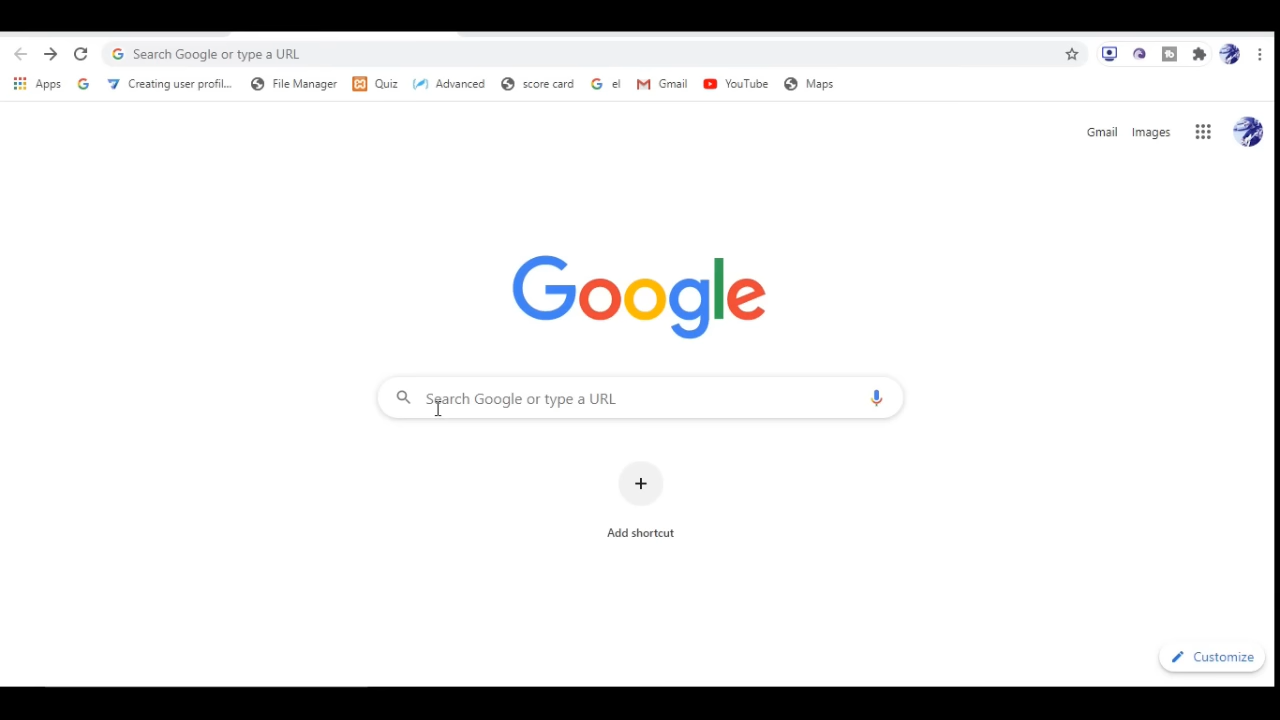 Search Google or type a URL
Apps Creating user profil... File Manager Quiz Advanced score card el Gmail YouTube Maps
Gmail Images
Google
Search Google or type a URL
Add shortcut
Customize